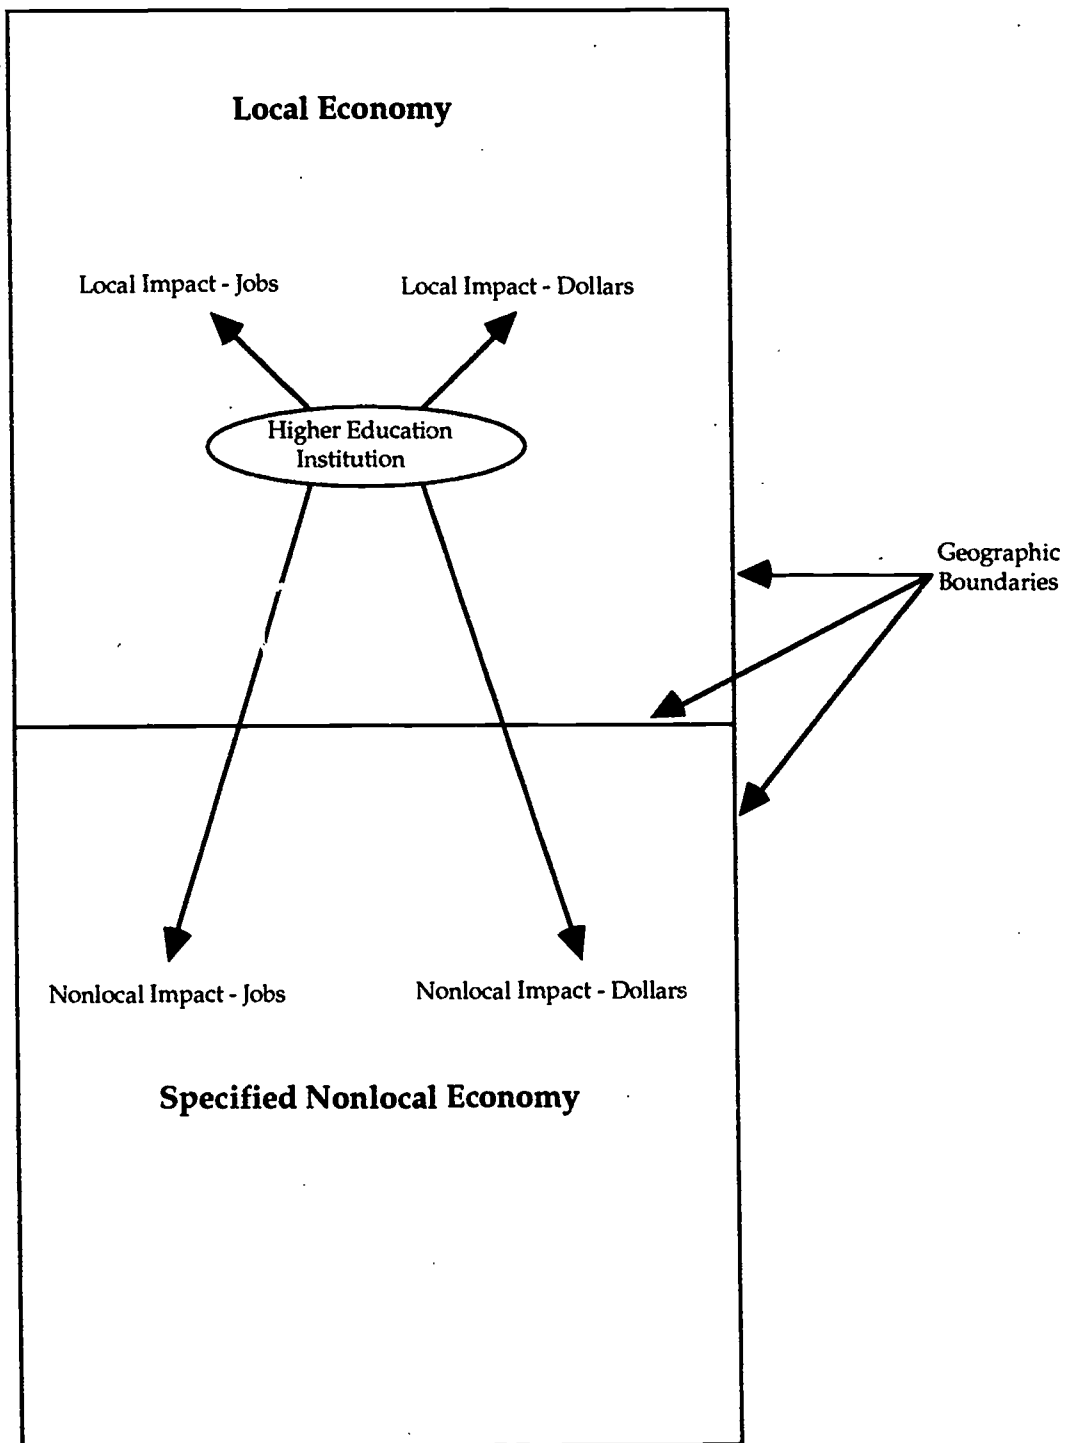 Local Economy
Local Impact - Jobs
Local Impact - Dollars
Higher Education
Institution
Geographic
Boundaries
Nonlocal Impact - Jobs
Nonlocal Impact - Dollars
Specified Nonlocal Economy